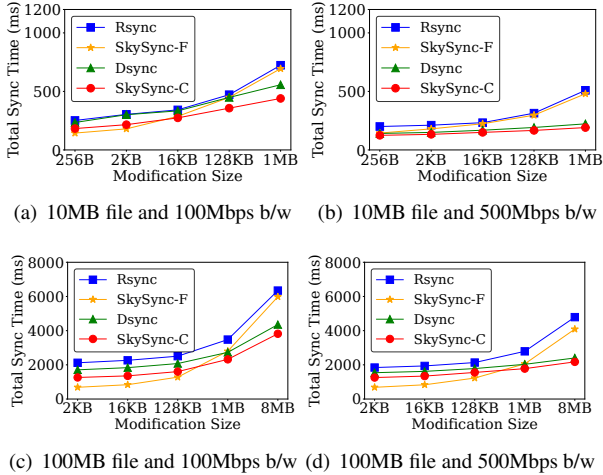 1200
1000
500
0
Total Sync Time (ms)
Rsync
SkySync-F
Dsync
SkySync-C
256B 2KB 16KB 128KB 1MB
Modification Size
(a) 10MB file and 100Mbps b/w
1200
1000
500
0
Total Sync Time (ms)
Rsync
SkySync-F
Dsync
SkySync-C
256B 2KB 16KB 128KB 1MB
Modification Size
(b) 10MB file and 500Mbps b/w
8000
6000
4000
2000
0
Total Sync Time (ms)
Rsync
SkySync-F
Dsync
SkySync-C
2KB 16KB 128KB 1MB 8MB
Modification Size
(c) 100MB file and 100Mbps b/w
8000
6000
4000
2000
0
Total Sync Time (ms)
Rsync
SkySync-F
Dsync
SkySync-C
2KB 16KB 128KB 1MB 8MB
Modification Size
(d) 100MB file and 500Mbps b/w